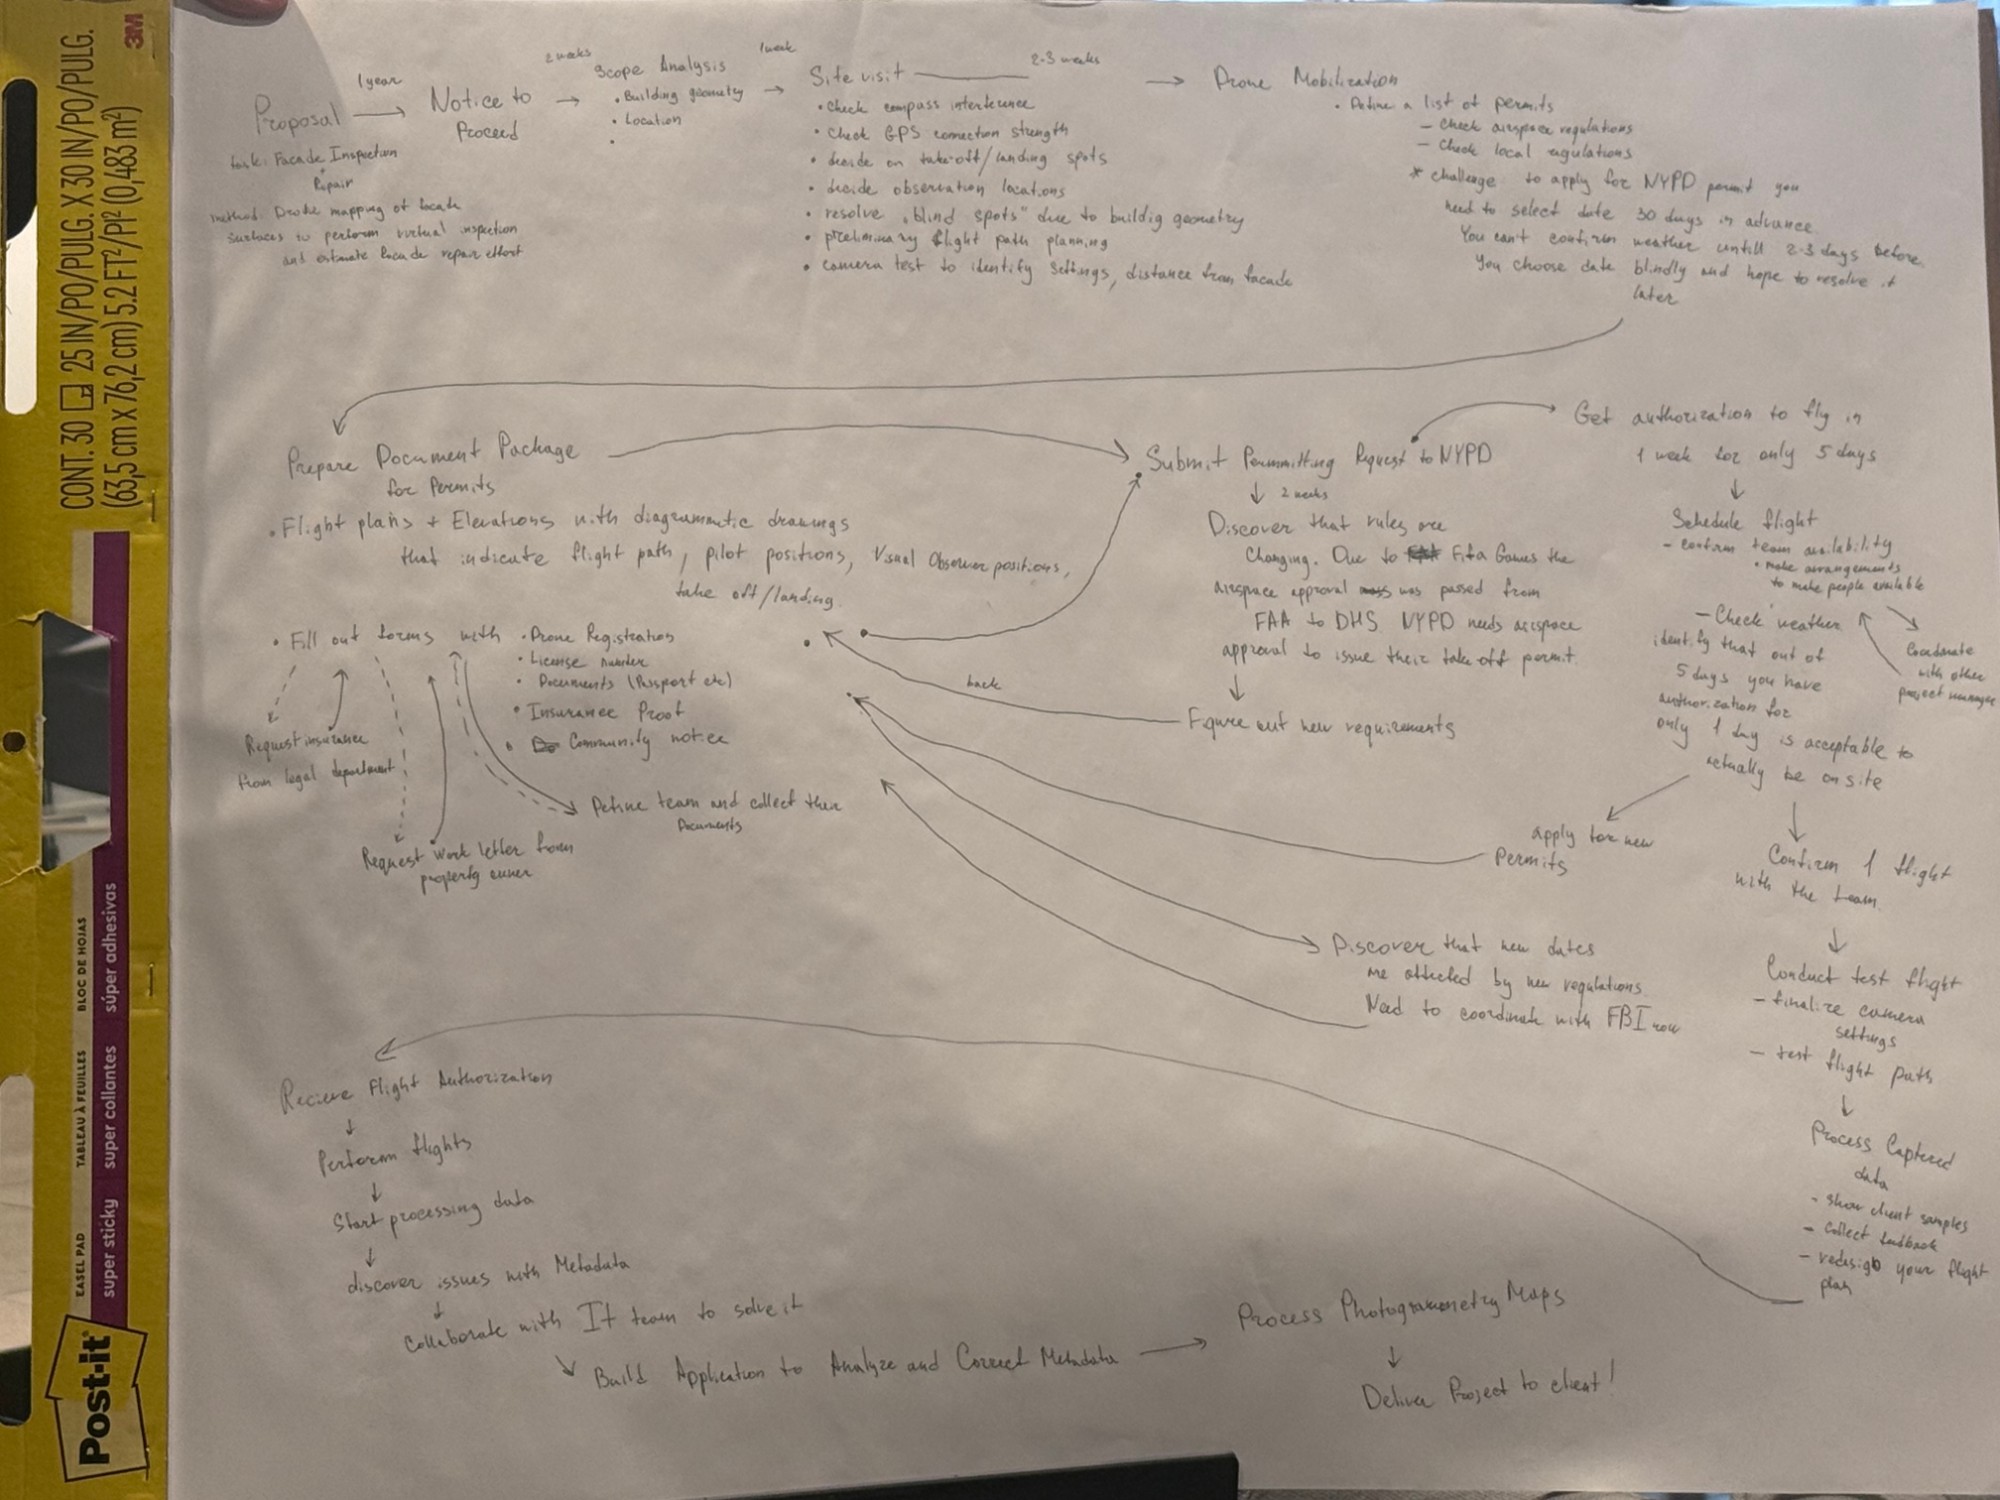 CONT. 30 25 IN/PO/PULG. X 30 IN/PO/PULG.
(63,5 cm x 76,2 cm) 5.2 FT²/PI² (0,483 m²)
3M
EASEL PAD TABLEAU À FEUILLES BLOC DE HOJAS
super sticky super collantes súper adhesivas
Post-it
Proposal
1 year
task: Facade Inspection
+
Repair
method: Drone mapping of facade
surfaces to perform virtual inspection
and estimate facade repair effort
Notice to
Proceed
2 weeks
Scope Analysis
• Building geometry
• Location
•
1 week
Site visit
2-3 weeks
• Check compass interference
• Check GPS connection strength
• decide on take-off/landing spots
• decide observation locations
• resolve „blind spots" due to buildig geometry
• preliminary flight path planning
• camera test to identify settings, distance from facade
Drone Mobilization
• Define a list of permits
- Check airspace regulations
- Check local regulations
* challenge to apply for NYPD permit you
need to select date 30 days in advance.
You can't confirm weather untill 2-3 days before.
You choose date blindly and hope to resolve it
later
Prepare Document Package
for Permits
• Flight plans + Elevations with diagrammatic drawings
that indicate flight path, pilot positions, Visual Observer positions,
take off/landing.
• Fill out forms with
• Drone Registration
• License number
• Documents (Passport etc)
• Insurance Proof
• Community notice
Request insurance
from legal department
Request work letter from
property owner
Define team and collect their
Documents
Submit Permmitting Request to NYPD
2 weeks
Discover that rules are
changing. Due to Fifa Games the
airspace approval was passed from
FAA to DHS NYPD needs airspace
approval to issue their take off permit.
Figure out new requirements
back
Get authorization to fly in
1 week for only 5 days
Schedule flight
- confirm team availability
• make arrangements
to make people available
Coordinate
with other
project manager
- Check weather
identify that out of
5 days you have
authorization for
only 1 day is acceptable to
actually be on site
apply for new
Permits
Discover that new dates
are affected by new regulations.
Need to coordinate with FBI now
Confirm 1 flight
with the team.
Conduct test flight
- finalize camera
settings
- test flight path
Process Captured
data
- show client samples
- collect feedback
- redesign your flight
plan
Recieve Flight Authorization
Perform flights
Start processing data
discover issues with Metadata
Collaborate with It team to solve it
Build Application to Analyze and Correct Metadata
Process Photogrammetry Maps
Deliver Project to client!